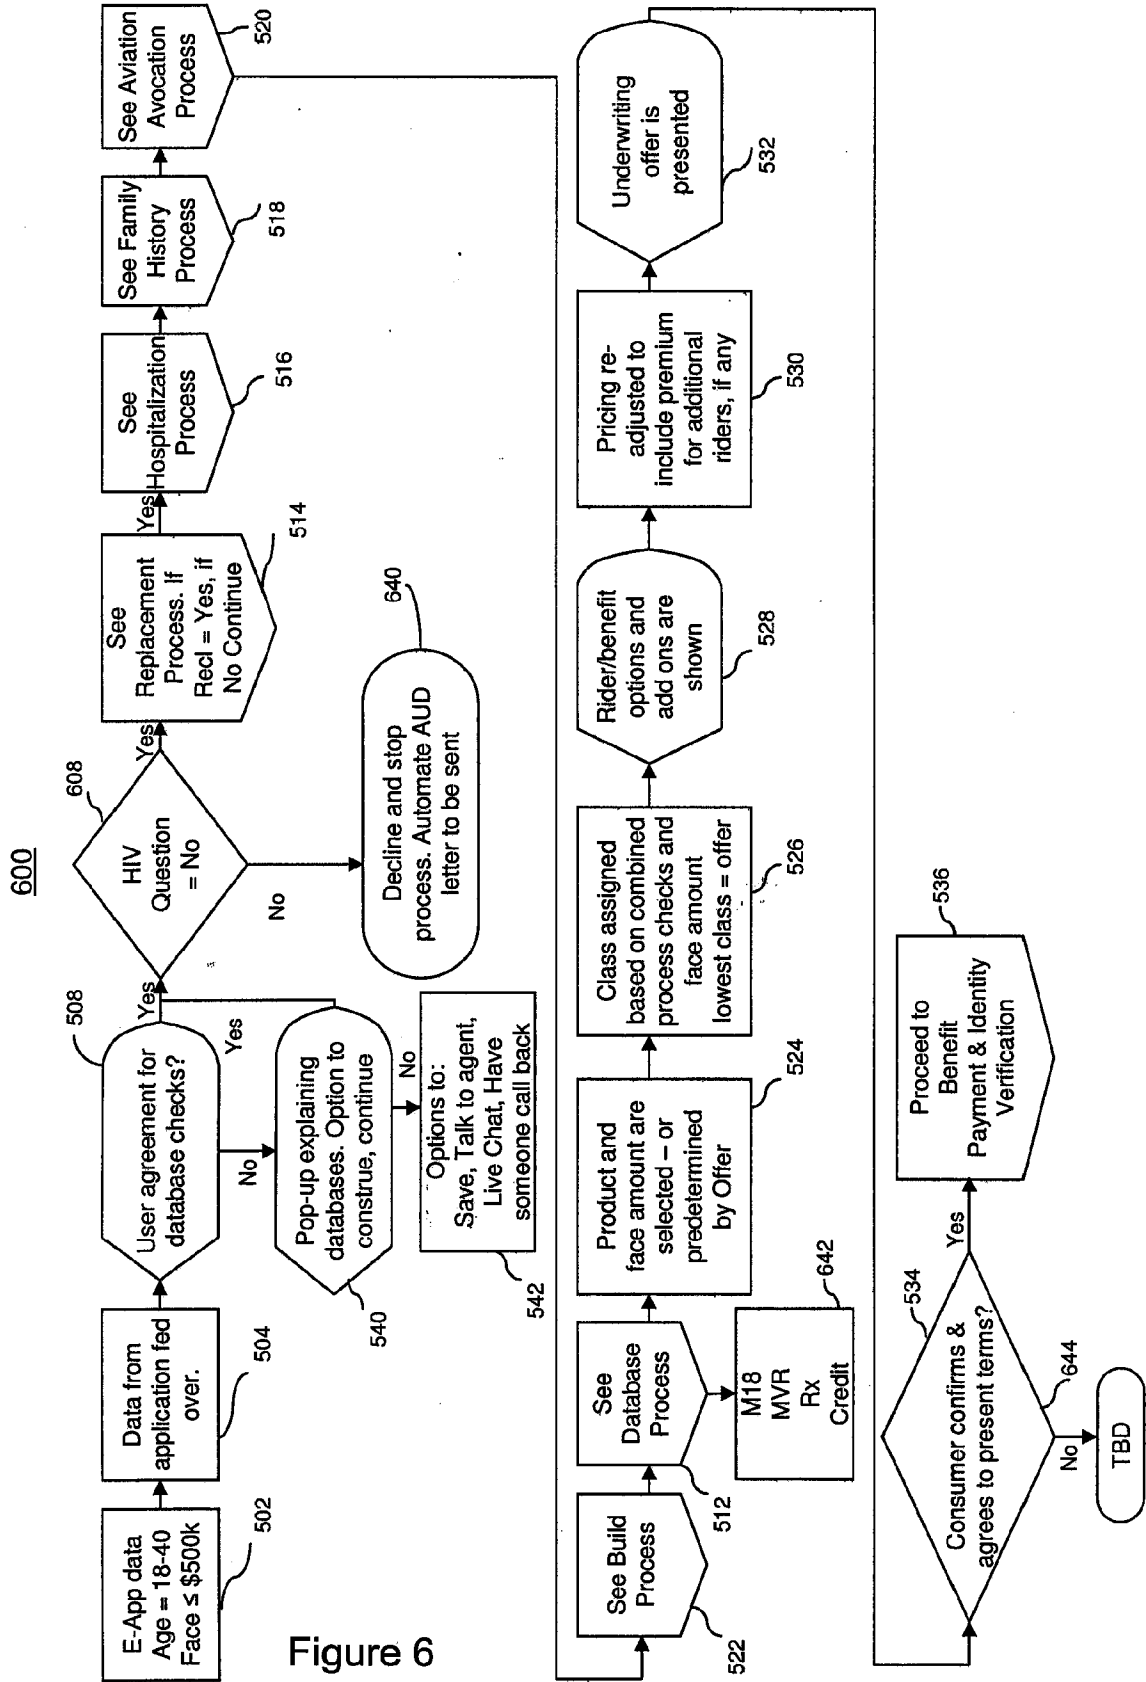 600
E-App data
Age = 18-40
Face ≤ $500k
502
Data from
application fed
over.
504
User agreement for
database checks?
508
Yes
No
Pop-up explaining
databases. Option to
construe, continue
540
Yes
No
Options to:
Save, Talk to agent,
Live Chat, Have
someone call back
542
HIV
Question
= No
608
Yes
No
Decline and stop
process. Automate AUD
letter to be sent
640
See
Replacement
Process. If
Recl = Yes, if
No Continue
514
Yes
See
Hospitalization
Process
516
See Family
History
Process
518
See Aviation
Avocation
Process
520
See Build
Process
522
See
Database
Process
512
M18
MVR
Rx
Credit
642
Product and
face amount are
selected – or
predetermined
by Offer
524
Class assigned
based on combined
process checks and
face amount
lowest class = offer
526
Rider/benefit
options and
add ons are
shown
528
Pricing re-
adjusted to
include premium
for additional
riders, if any
530
Underwriting
offer is
presented
532
Consumer confirms &
agrees to present terms?
534
Yes
No
644
TBD
Proceed to
Benefit
Payment & Identity
Verification
536
Figure 6